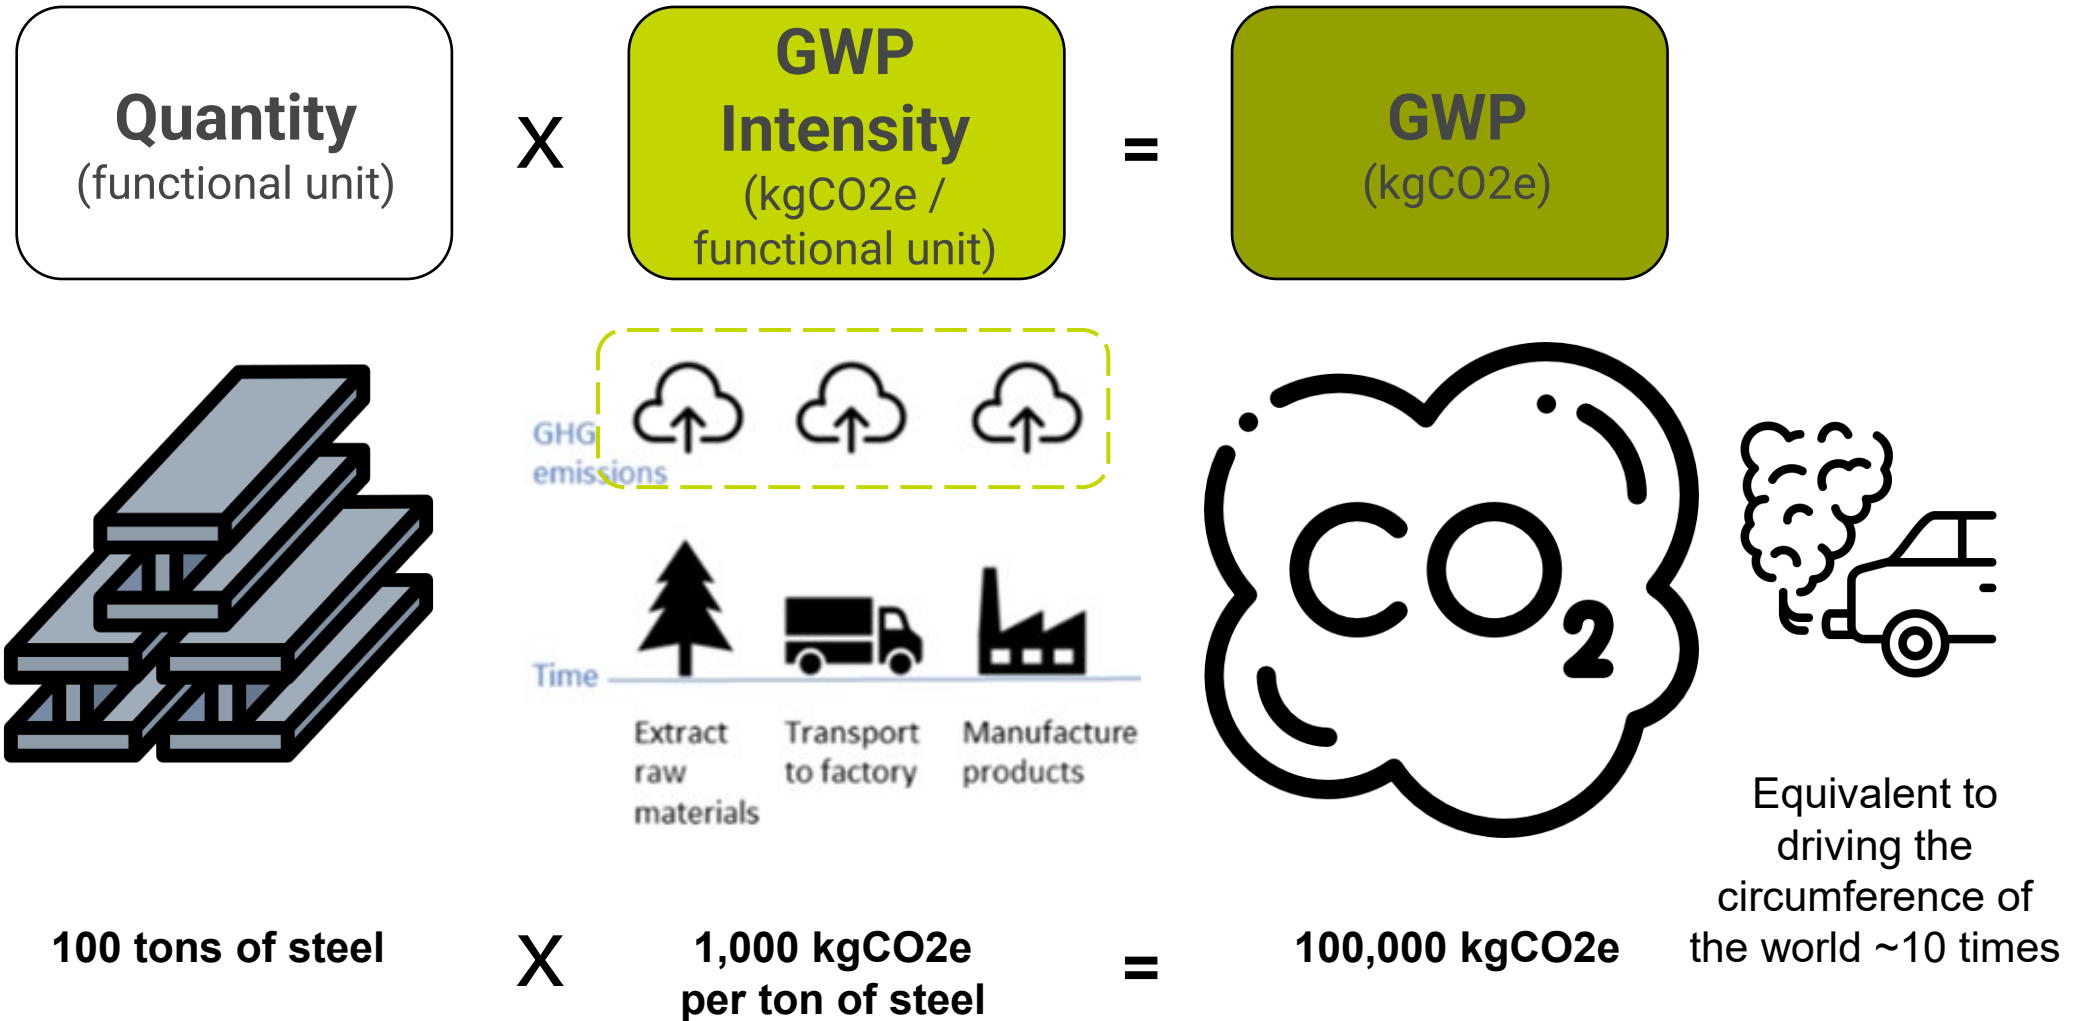 Quantity
(functional unit)
X
GWP
Intensity
(kgCO2e /
functional unit)
=
GWP
(kgCO2e)
GHG
emissions
Time
Extract
raw
materials
Transport
to factory
Manufacture
products
CO2
Equivalent to
driving the
circumference of
the world ~10 times
100 tons of steel
X
1,000 kgCO2e
per ton of steel
=
100,000 kgCO2e